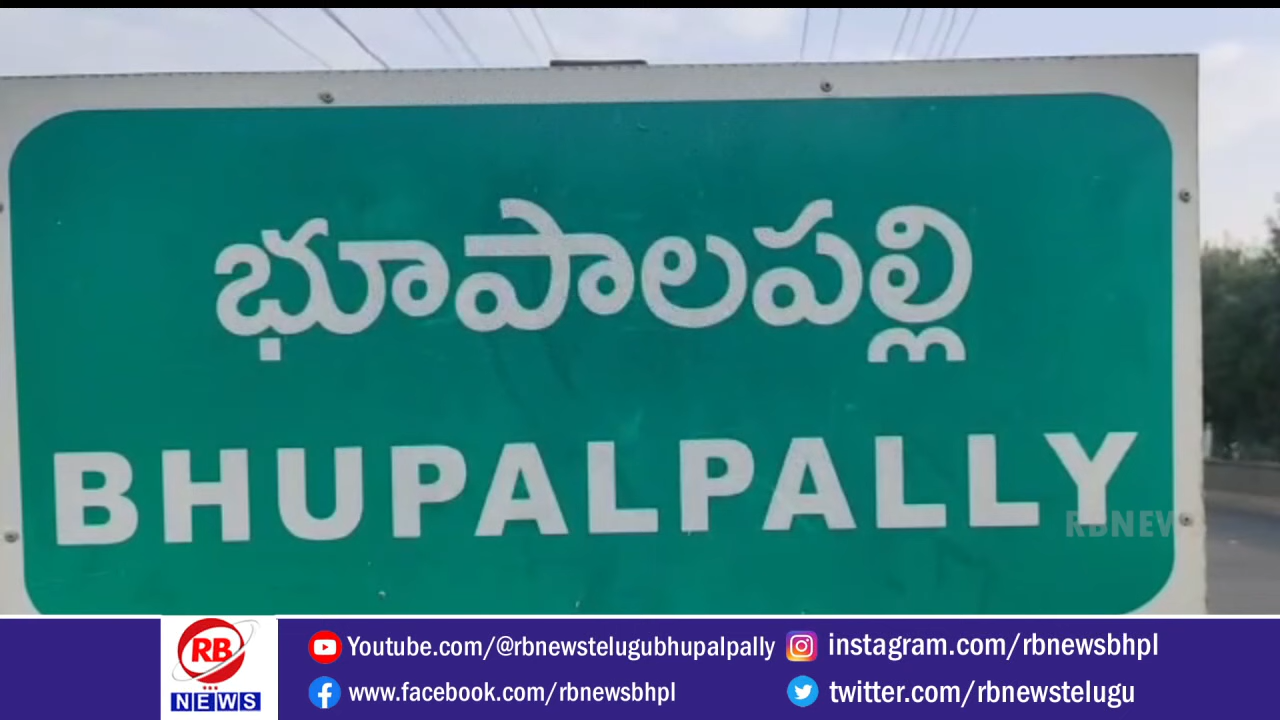 భూపాలపల్లి
BHUPALPALLY
RBNEW
RB
NEWS
Youtube.com/@rbnewstelugubhupalpally
instagram.com/rbnewsbhpl
www.facebook.com/rbnewsbhpl
twitter.com/rbnewstelugu